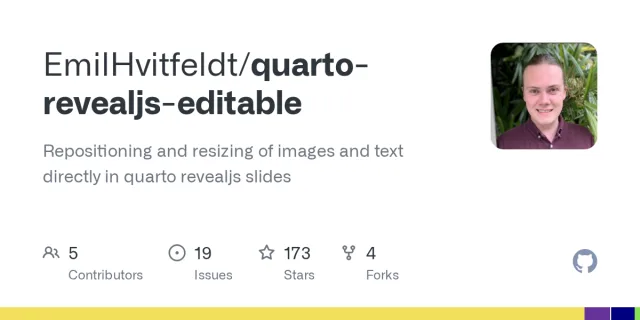 EmilHvitfeldt/quarto-
revealjs-editable
Repositioning and resizing of images and text
directly in quarto revealjs slides
5 19 173 4
Contributors Issues Stars Forks